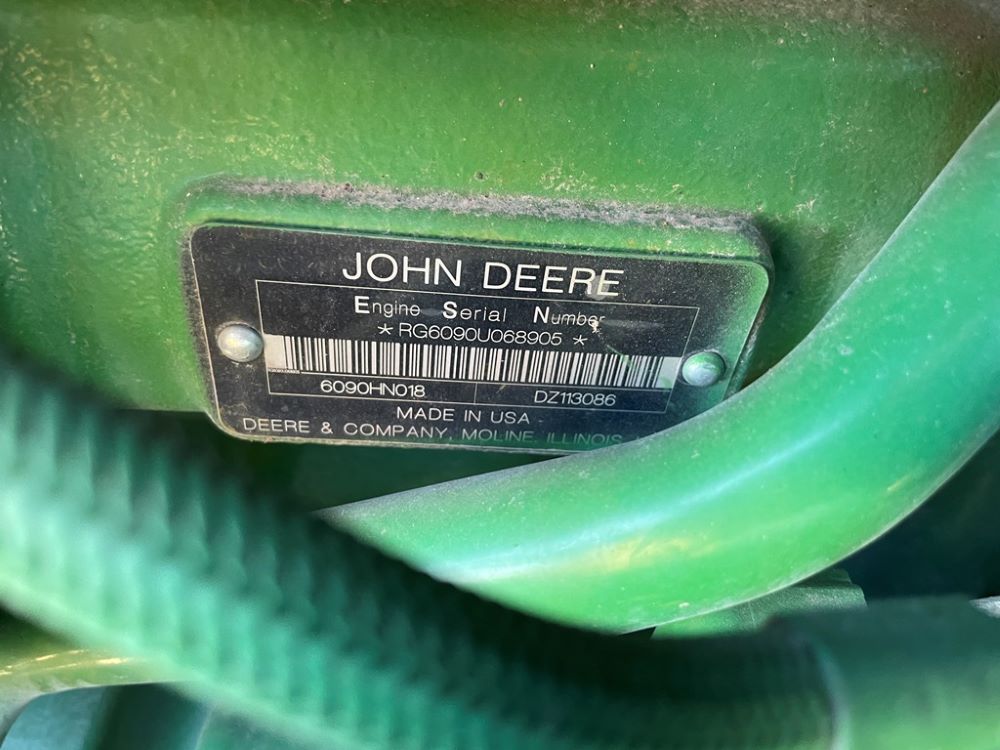 JOHN DEERE
Engine Serial Number
*RG6090U068905*
6090HN018 DZ113086
MADE IN USA
DEERE & COMPANY, MOLINE, ILLINOIS